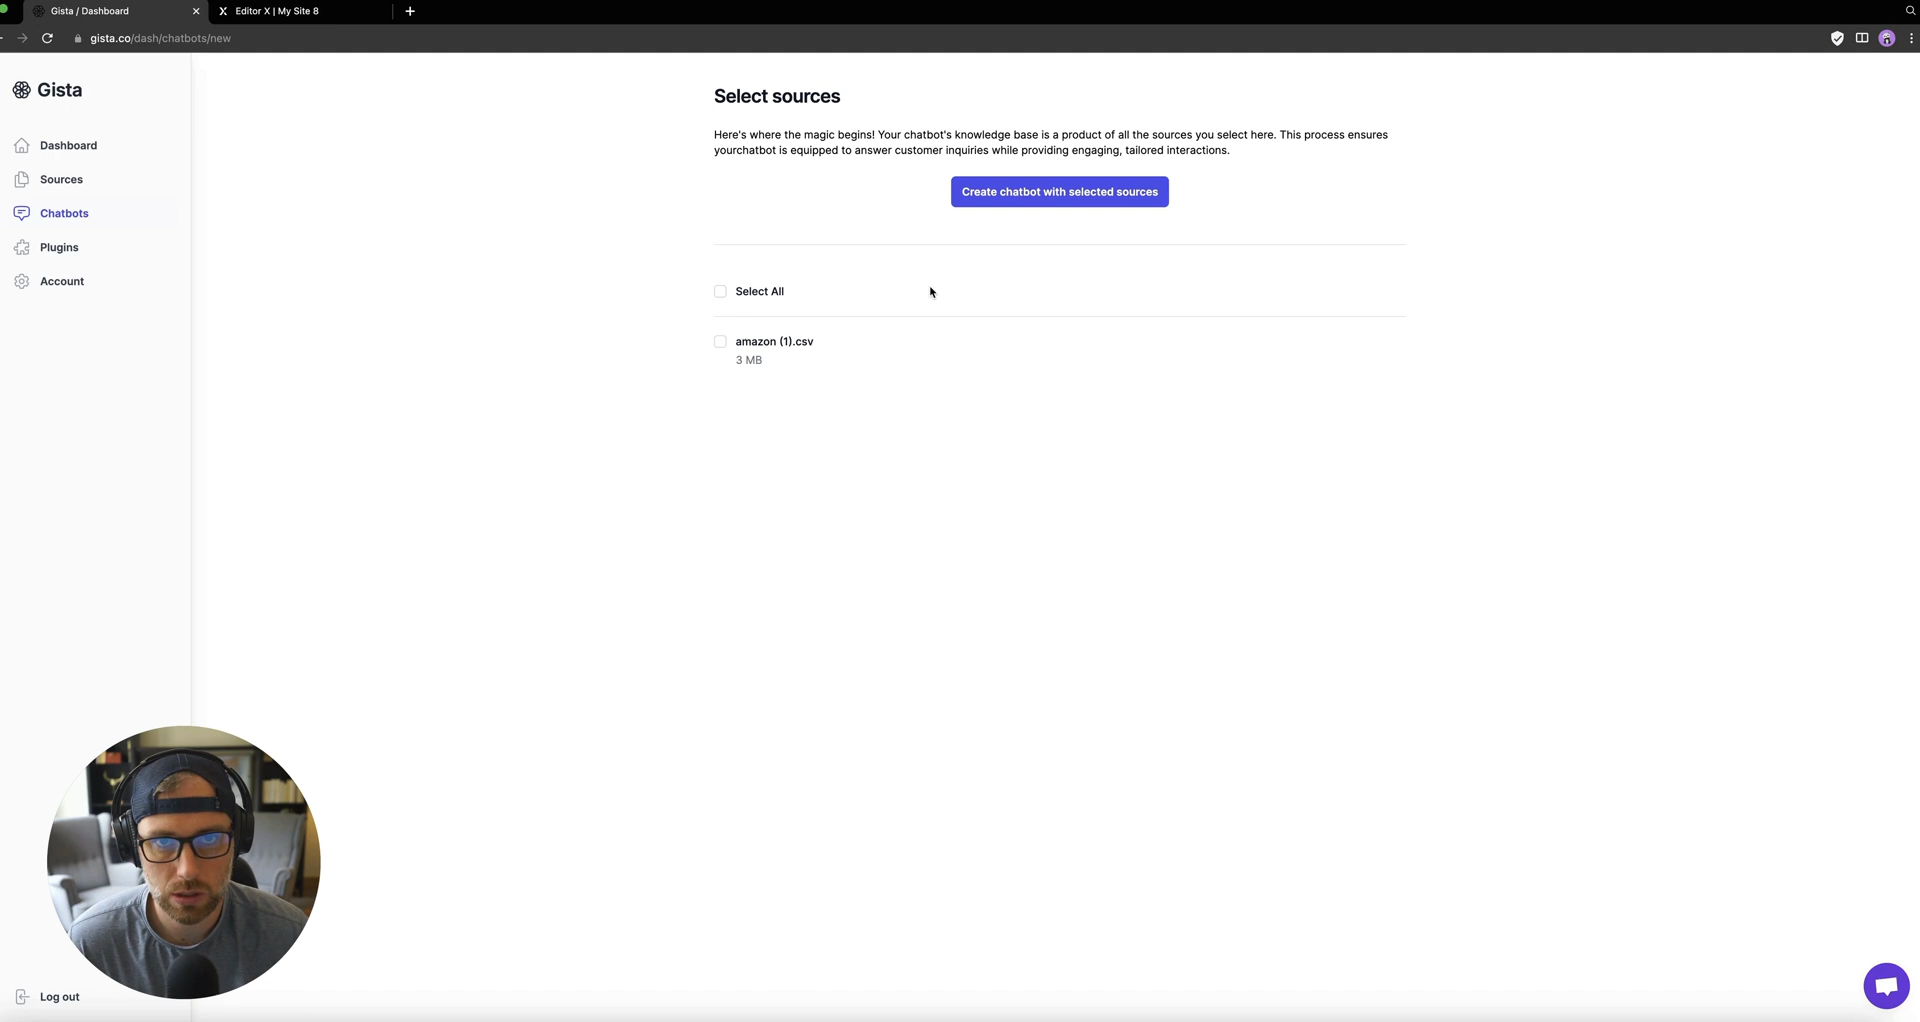 Gista / Dashboard
Editor X | My Site 8
gista.co/dash/chatbots/new
Gista
Dashboard
Sources
Chatbots
Plugins
Account
Log out
Select sources
Here's where the magic begins! Your chatbot's knowledge base is a product of all the sources you select here. This process ensures
yourchatbot is equipped to answer customer inquiries while providing engaging, tailored interactions.
Create chatbot with selected sources
Select All
amazon (1).csv
3 MB